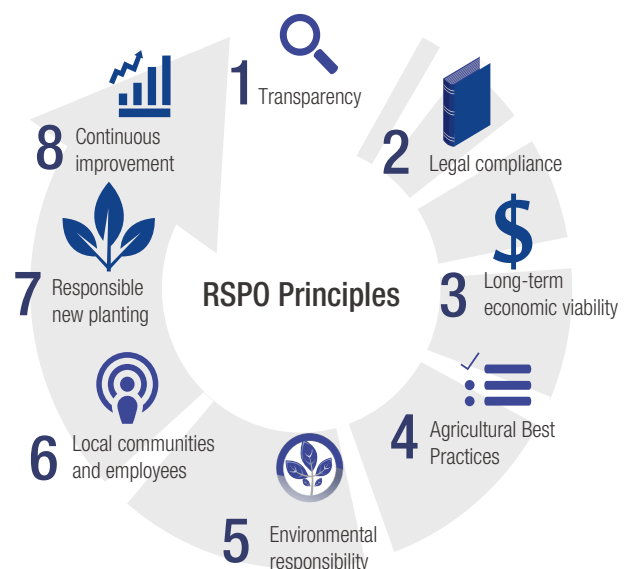 RSPO Principles
1 Transparency
2 Legal compliance
3 Long-term
economic viability
4 Agricultural Best
Practices
5 Environmental
responsibility
6 Local communities
and employees
7 Responsible
new planting
8 Continuous
improvement